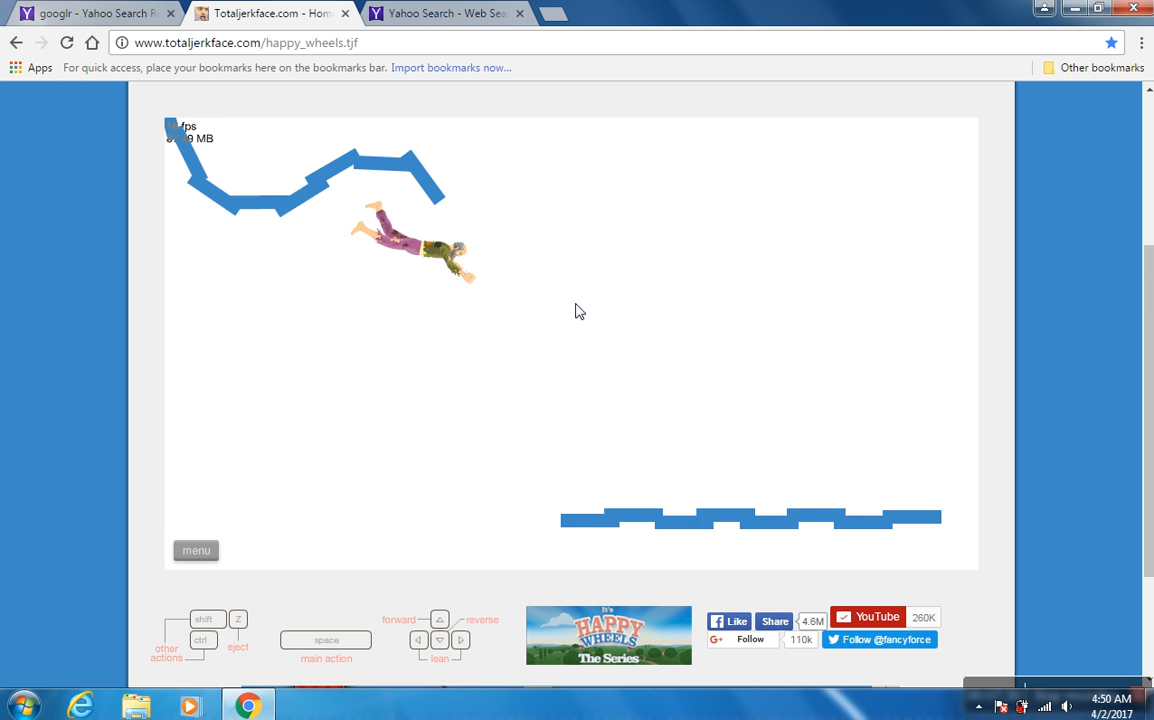 googlr - Yahoo Search R
Totaljerkface.com - Hom
Yahoo Search - Web Sea
www.totaljerkface.com/happy_wheels.tjf
Apps
For quick access, place your bookmarks here on the bookmarks bar. Import bookmarks now...
Other bookmarks
fps
MB
menu
shift
Z
ctrl
eject
other
actions
space
main action
forward
reverse
lean
IT'S
HAPPY
WHEELS
The Series
Like
Share
4.6M
YouTube
260K
G+ Follow
110k
Follow @fancyforce
4:50 AM
4/2/2017